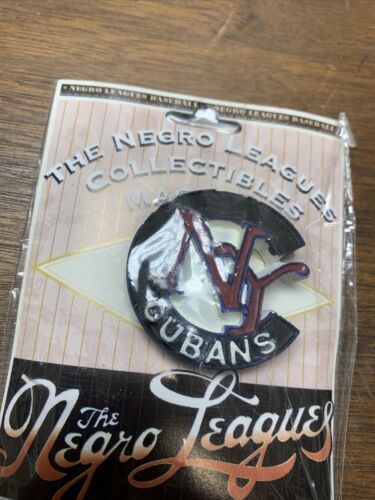 NEGRO LEAGUES BASEBALL • NEGRO LEAGUES BASEBALL
THE NEGRO LEAGUES
COLLECTIBLES
NY
CUBANS
The
Negro Leagues